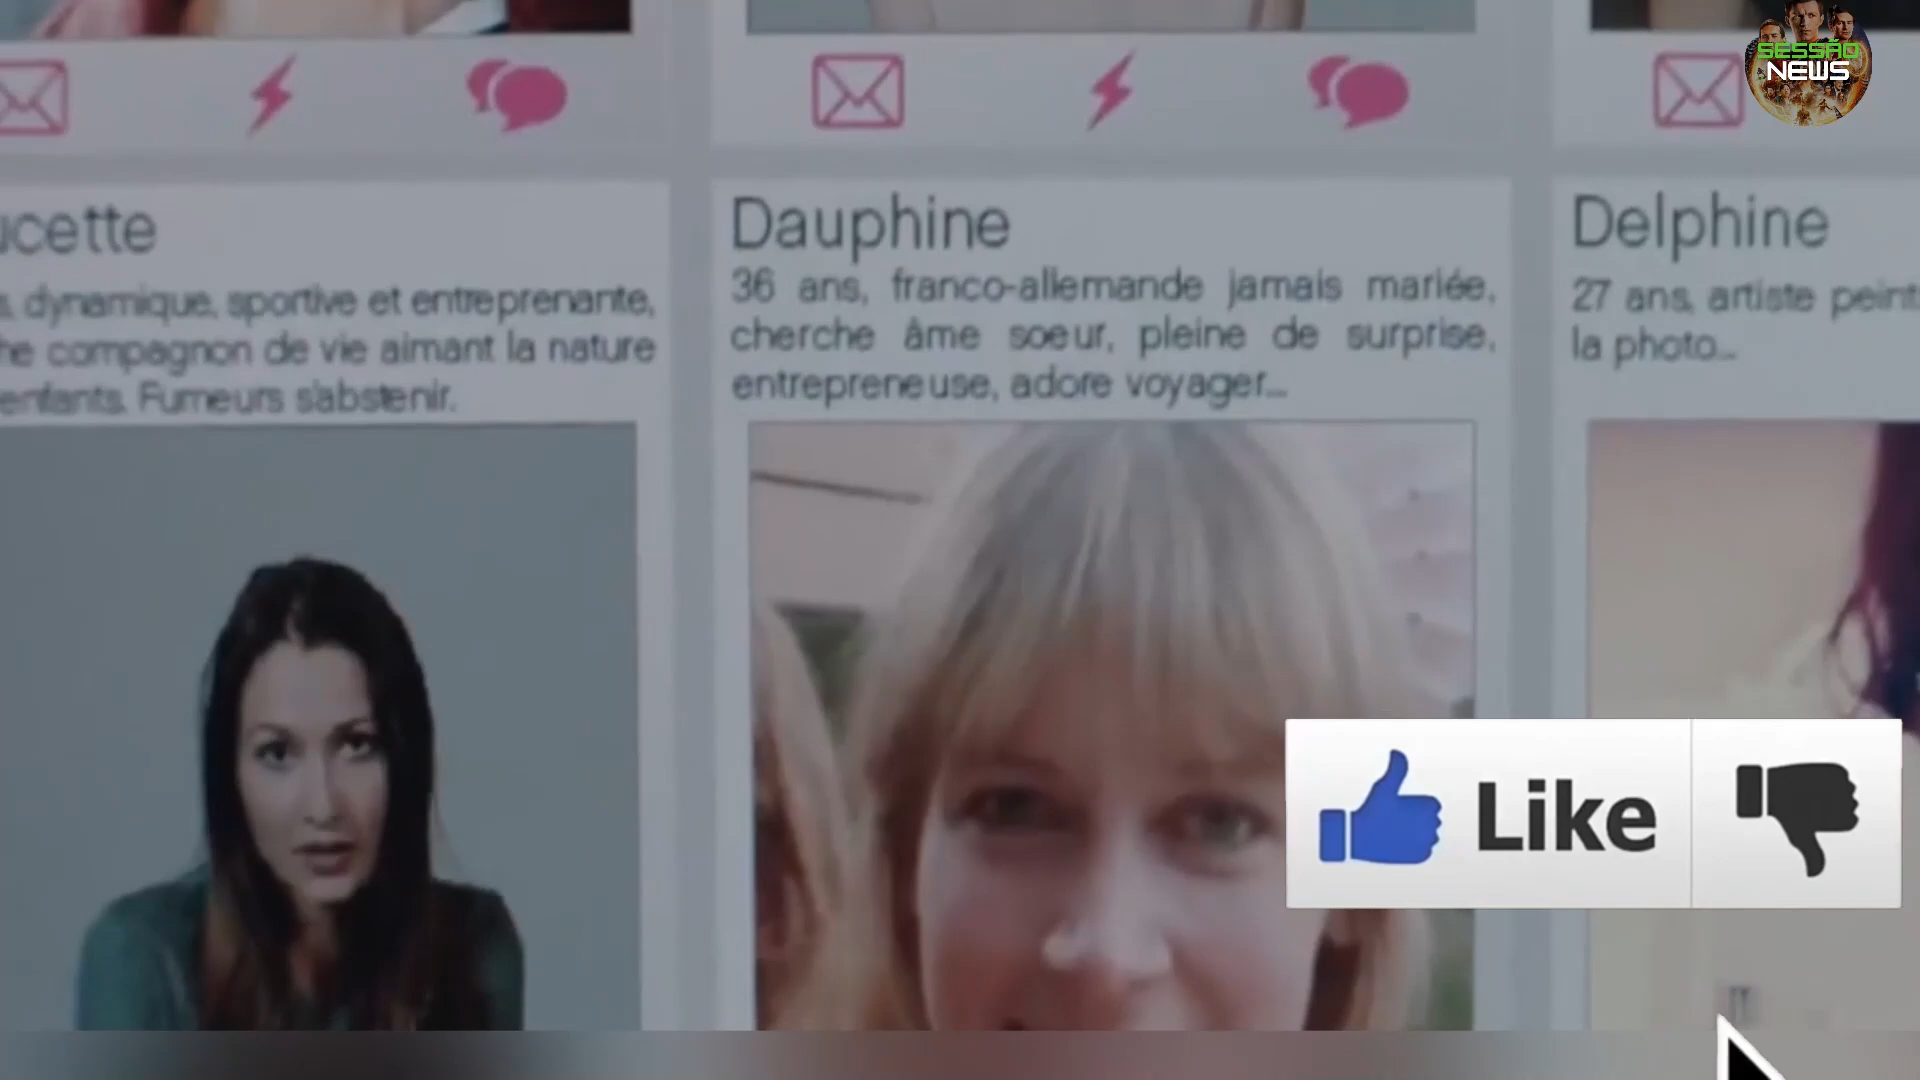 SESSÃO
NEWS
ucette
Dauphine
Delphine
s, dynamique, sportive et entreprenante,
he compagnon de vie aimant la nature
enfants. Fumeurs s'abstenir.
36 ans, franco-allemande jamais mariée,
cherche âme soeur, pleine de surprise,
entrepreneuse, adore voyager...
27 ans, artiste peint
la photo...
Like